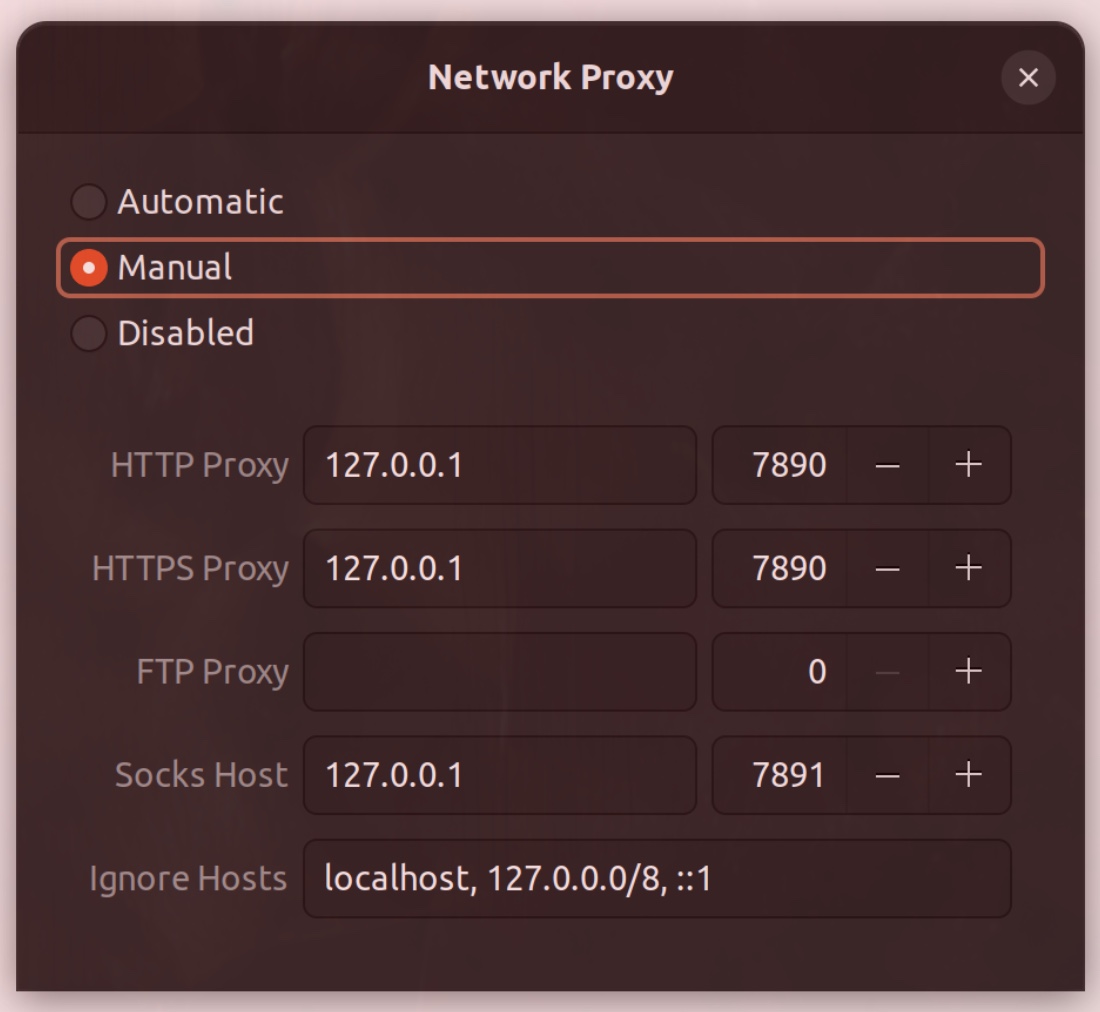 Network Proxy
Automatic
Manual
Disabled
HTTP Proxy 127.0.0.1 7890 − +
HTTPS Proxy 127.0.0.1 7890 − +
FTP Proxy 0 − +
Socks Host 127.0.0.1 7891 − +
Ignore Hosts localhost, 127.0.0.0/8, ::1